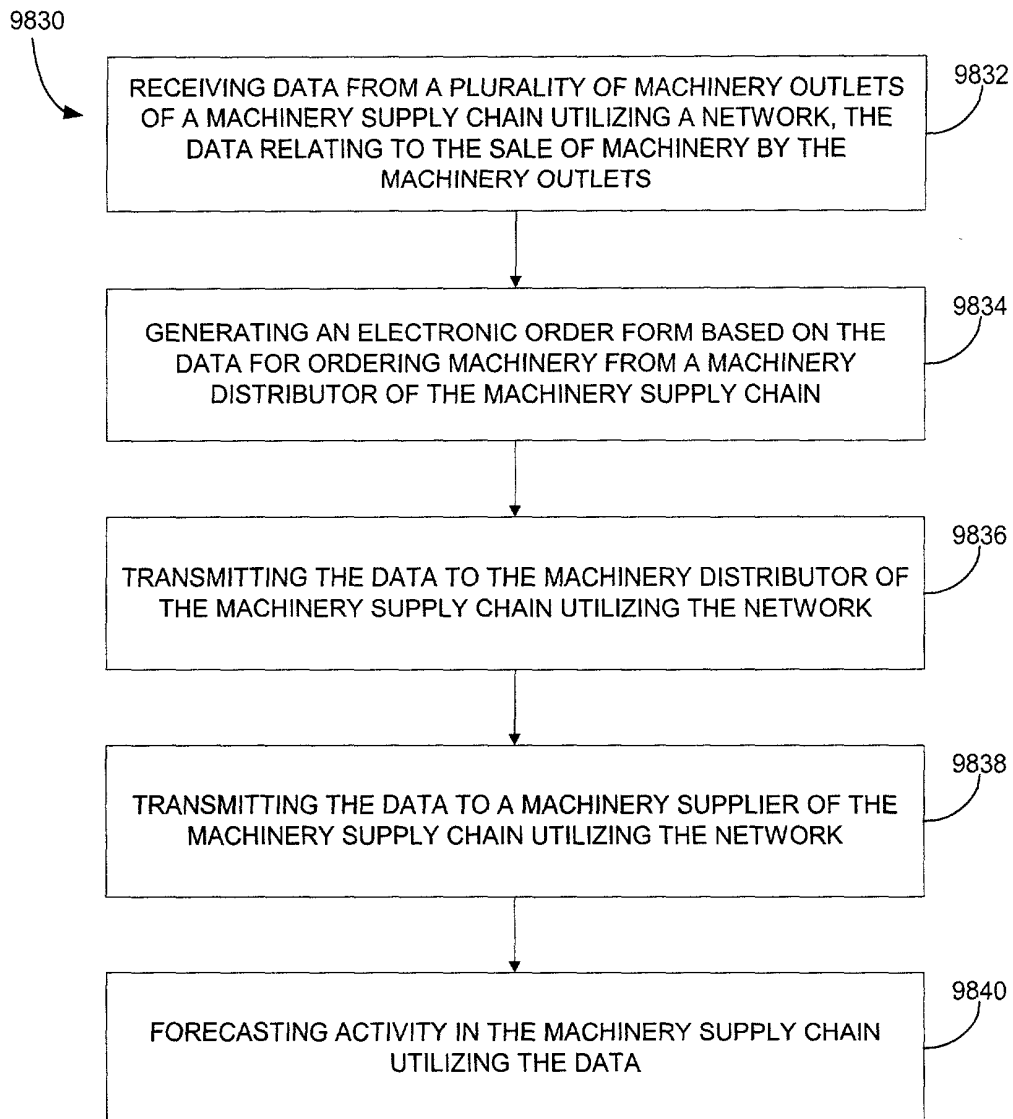 9830
RECEIVING DATA FROM A PLURALITY OF MACHINERY OUTLETS
OF A MACHINERY SUPPLY CHAIN UTILIZING A NETWORK, THE
DATA RELATING TO THE SALE OF MACHINERY BY THE
MACHINERY OUTLETS
9832
GENERATING AN ELECTRONIC ORDER FORM BASED ON THE
DATA FOR ORDERING MACHINERY FROM A MACHINERY
DISTRIBUTOR OF THE MACHINERY SUPPLY CHAIN
9834
TRANSMITTING THE DATA TO THE MACHINERY DISTRIBUTOR OF
THE MACHINERY SUPPLY CHAIN UTILIZING THE NETWORK
9836
TRANSMITTING THE DATA TO A MACHINERY SUPPLIER OF THE
MACHINERY SUPPLY CHAIN UTILIZING THE NETWORK
9838
FORECASTING ACTIVITY IN THE MACHINERY SUPPLY CHAIN
UTILIZING THE DATA
9840